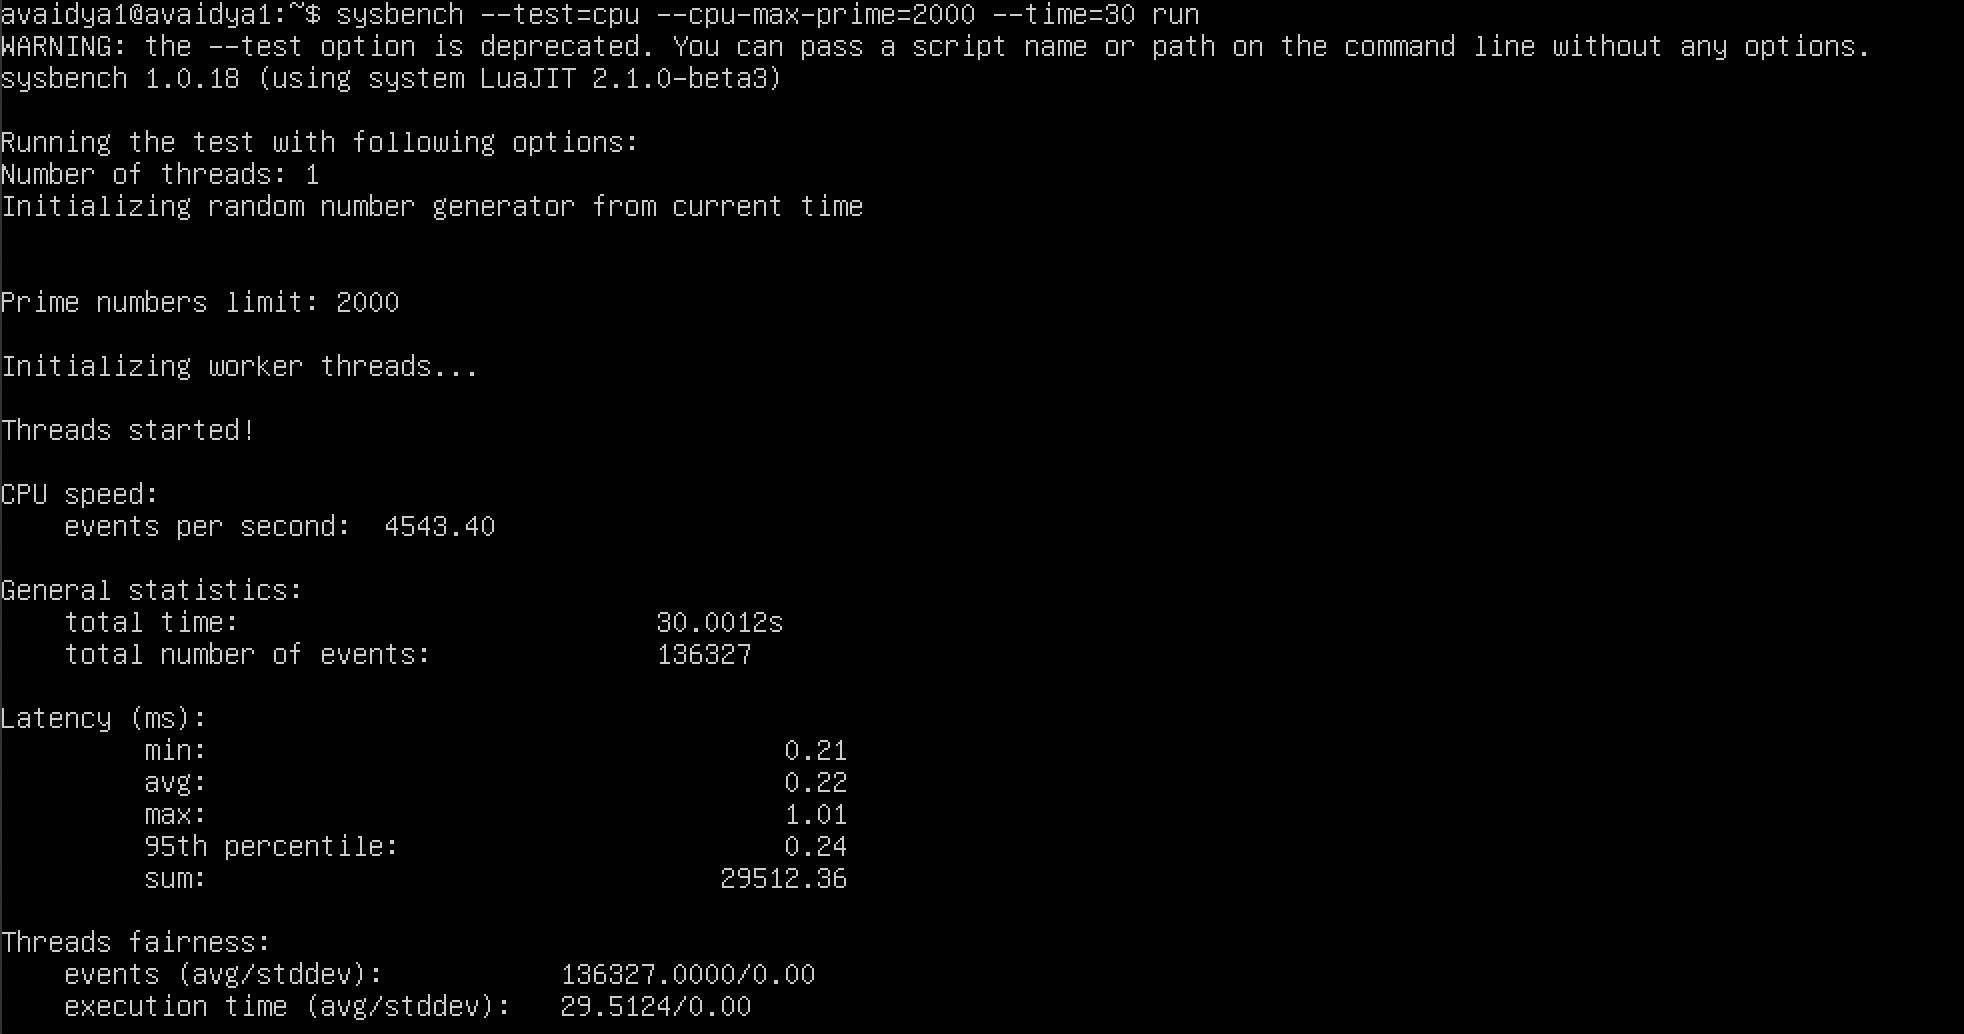 avaidya1@avaidya1:~$ sysbench --test=cpu --cpu-max-prime=2000 --time=30 run
WARNING: the --test option is deprecated. You can pass a script name or path on the command line without any options.
sysbench 1.0.18 (using system LuaJIT 2.1.0-beta3)
Running the test with following options:
Number of threads: 1
Initializing random number generator from current time
Prime numbers limit: 2000
Initializing worker threads...
Threads started!
CPU speed:
events per second: 4543.40
General statistics:
total time: 30.0012s
total number of events: 136327
Latency (ms):
min: 0.21
avg: 0.22
max: 1.01
95th percentile: 0.24
sum: 29512.36
Threads fairness:
events (avg/stddev): 136327.0000/0.00
execution time (avg/stddev): 29.5124/0.00